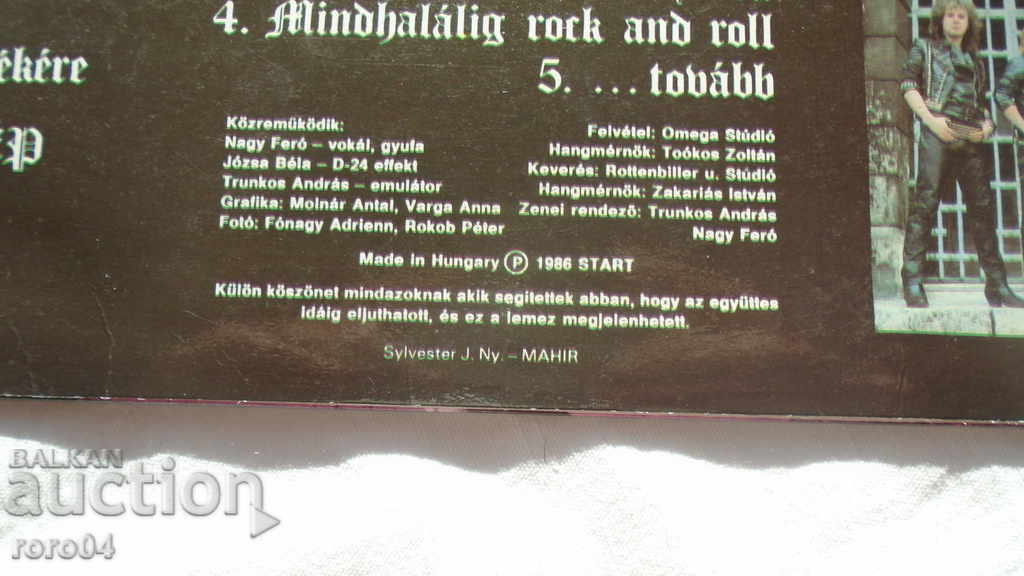 4. Mindhalálig rock and roll
5. ... tovább
ékére
Közreműködik:
Nagy Feró – vokál, gyufa
Józsa Béla – D-24 effekt
Trunkos András – emulátor
Grafika: Molnár Antal, Varga Anna
Fotó: Fónagy Adrienn, Rokob Péter
Felvétel: Omega Stúdió
Hangmérnök: Toókos Zoltán
Keverés: Rottenbiller u. Stúdió
Hangmérnök: Zakariás István
Zenei rendező: Trunkos András
Nagy Feró
Made in Hungary Ⓟ 1986 START
Külön köszönet mindazoknak akik segítettek abban, hogy az együttes
idáig eljuthatott, és ez a lemez megjelenhetett.
Sylvester J. Ny. – MAHIR
BALKAN
auction
roro04